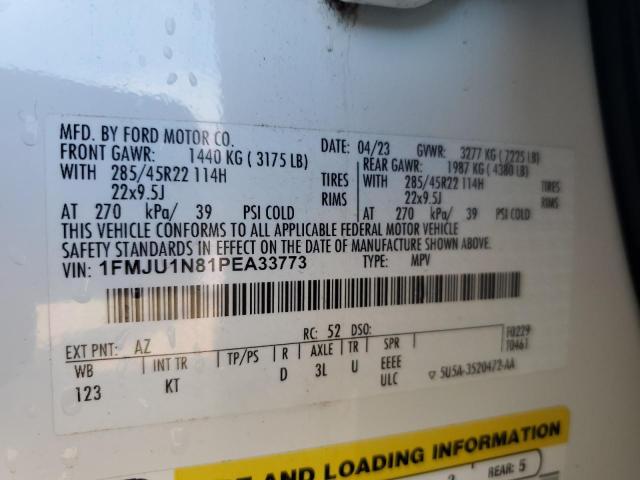 MFD. BY FORD MOTOR CO.
DATE: 04/23 GVWR: 3277 KG (7225 LB)
FRONT GAWR: 1440 KG (3175 LB) REAR GAWR: 1987 KG (4380 LB)
WITH 285/45R22 114H TIRES WITH 285/45R22 114H TIRES
22x9.5J RIMS 22x9.5J RIMS
AT 270 kPa/ 39 PSI COLD AT 270 kPa/ 39 PSI COLD
THIS VEHICLE CONFORMS TO ALL APPLICABLE FEDERAL MOTOR VEHICLE
SAFETY STANDARDS IN EFFECT ON THE DATE OF MANUFACTURE SHOWN ABOVE.
VIN: 1FMJU1N81PEA33773 TYPE: MPV
F0229
T0461
EXT PNT: AZ RC: 52 DSO:
WB INT TR TP/PS R AXLE TR SPR
123 KT D 3L U EEEE
ULC ▽ 5U5A-3520472-AA
AND LOADING INFORMATION
REAR: 5